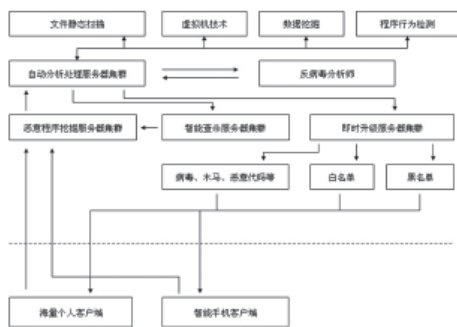 文件静态扫描
虚拟机技术
数据挖掘
程序行为检测
自动分析处理服务器集群
反病毒分析师
恶意程序挖掘服务器集群
智能查杀服务器集群
即时升级服务器集群
病毒、木马、恶意代码等
白名单
黑名单
海量个人客户端
智能手机客户端